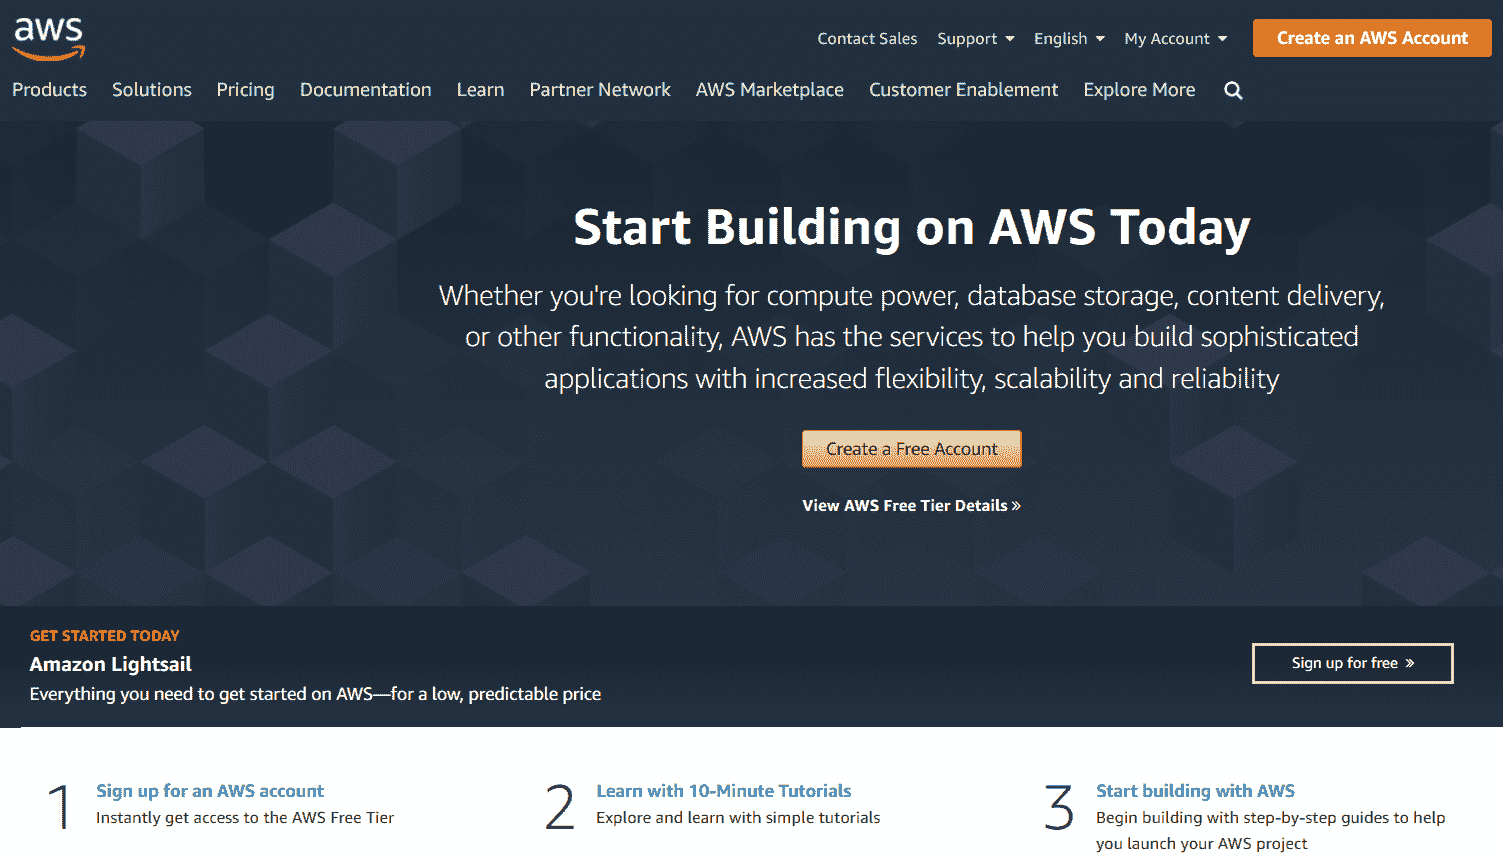 aws
Contact Sales Support English My Account Create an AWS Account
Products Solutions Pricing Documentation Learn Partner Network AWS Marketplace Customer Enablement Explore More
Start Building on AWS Today
Whether you're looking for compute power, database storage, content delivery,
or other functionality, AWS has the services to help you build sophisticated
applications with increased flexibility, scalability and reliability
Create a Free Account
View AWS Free Tier Details »
GET STARTED TODAY
Amazon Lightsail
Everything you need to get started on AWS—for a low, predictable price
Sign up for free »
1
Sign up for an AWS account
Instantly get access to the AWS Free Tier
2
Learn with 10-Minute Tutorials
Explore and learn with simple tutorials
3
Start building with AWS
Begin building with step-by-step guides to help
you launch your AWS project